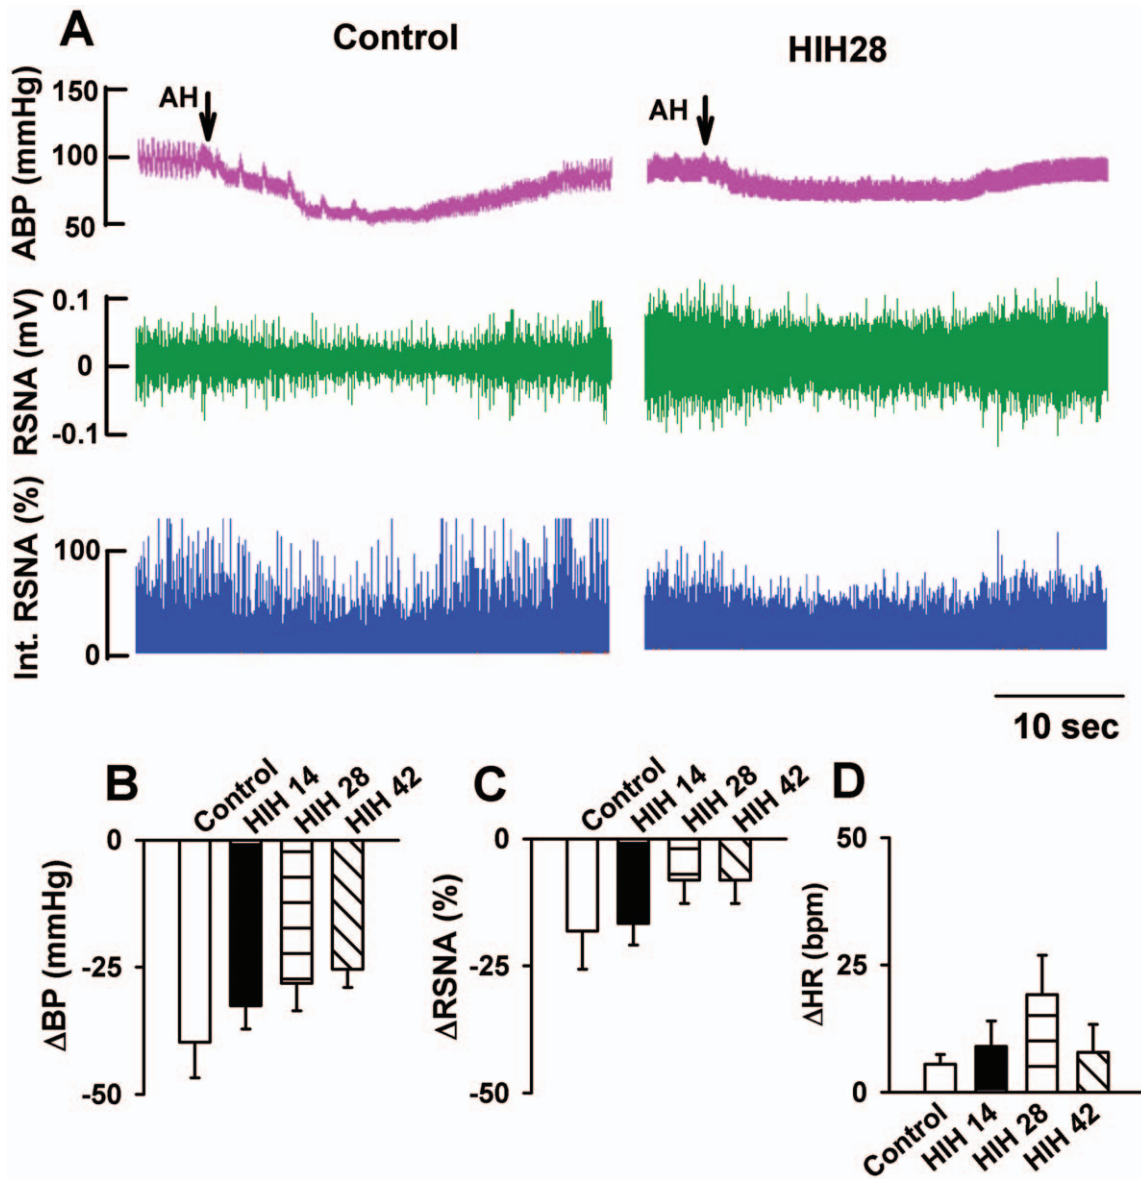 A
Control
HIH28
ABP (mmHg)
150
100
50
AH
AH
RSNA (mV)
0.1
0
-0.1
Int. RSNA (%)
100
0
10 sec
B
Control
HIH 14
HIH 28
HIH 42
ΔBP (mmHg)
0
-25
-50
C
Control
HIH 14
HIH 28
HIH 42
ΔRSNA (%)
0
-25
-50
D
ΔHR (bpm)
50
25
0
Control
HIH 14
HIH 28
HIH 42